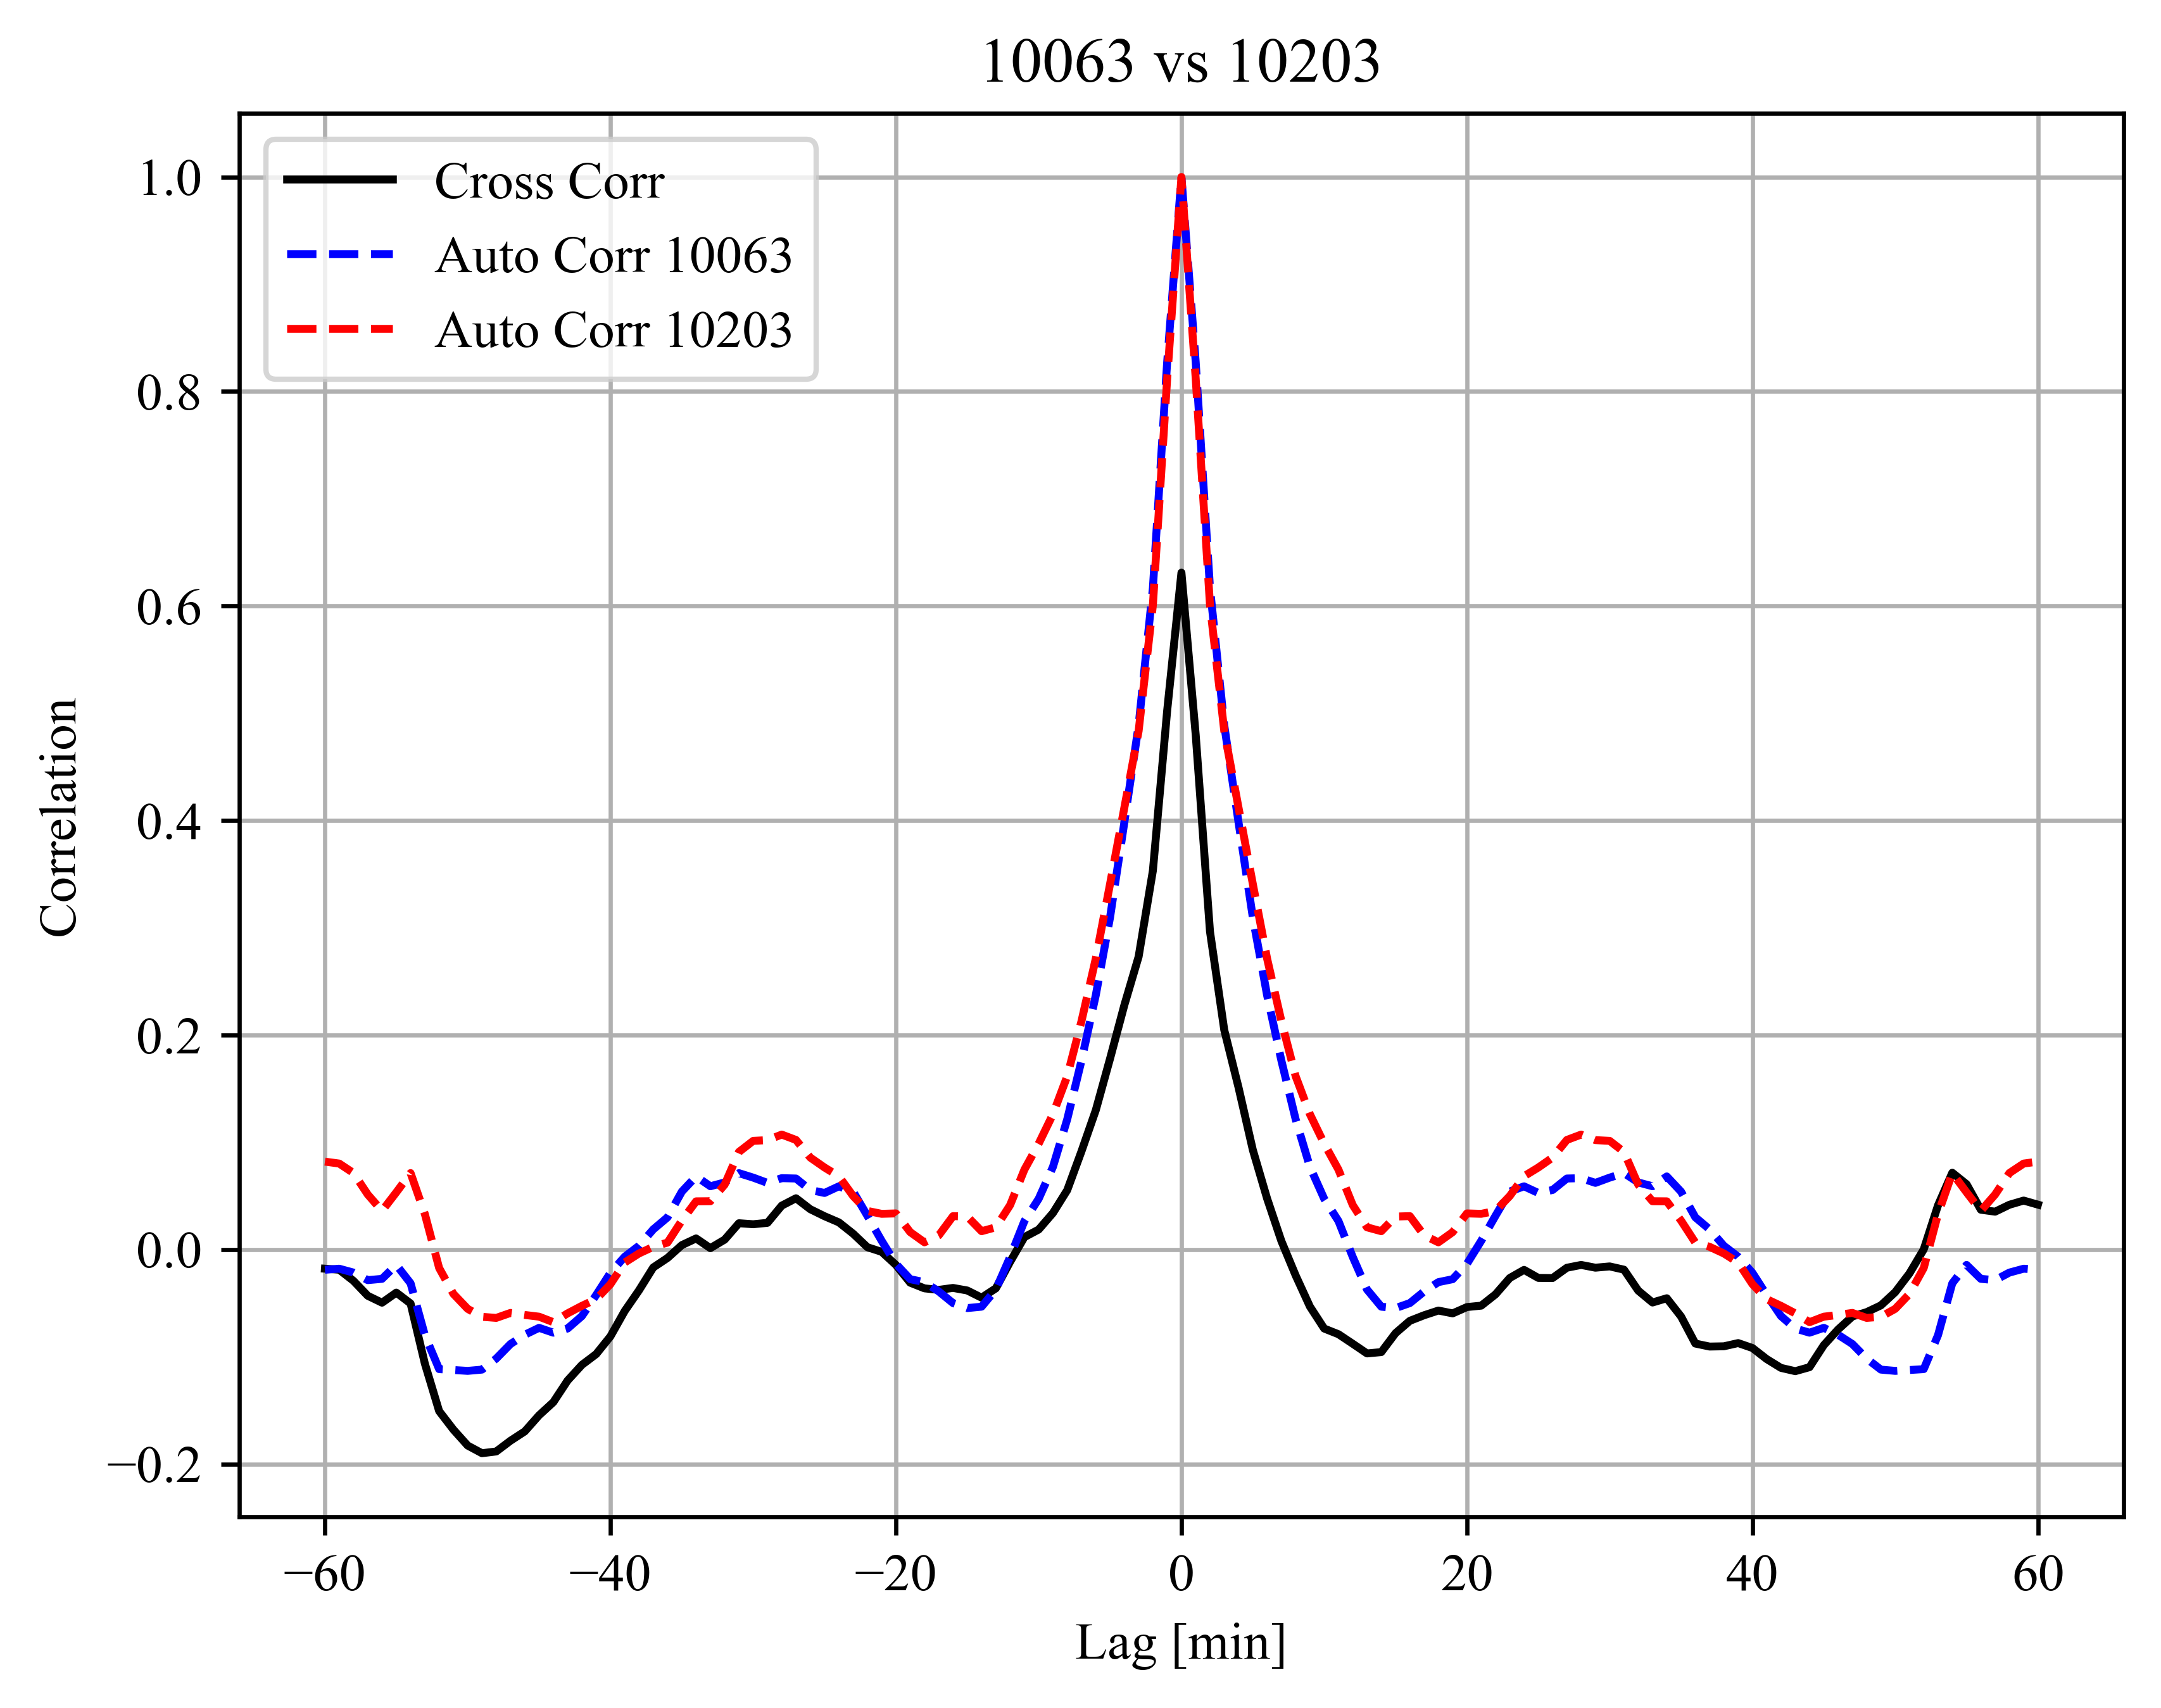 10063 vs 10203
Cross Corr
Auto Corr 10063
Auto Corr 10203
1.0
0.8
0.6
0.4
0.2
0.0
−0.2
Correlation
−60 −40 −20 0 20 40 60
Lag [min]